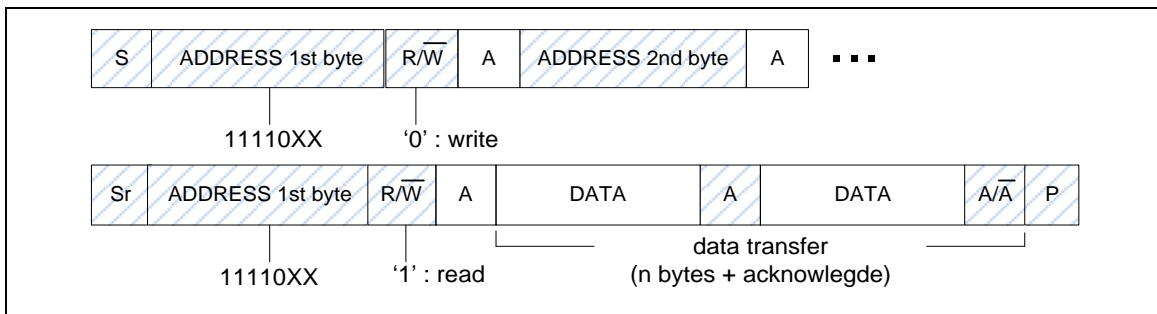 S ADDRESS 1st byte R/W̅ A ADDRESS 2nd byte A ...
11110XX '0' : write
Sr ADDRESS 1st byte R/W̅ A DATA A DATA A/A̅ P
data transfer
11110XX '1' : read (n bytes + acknowlegde)